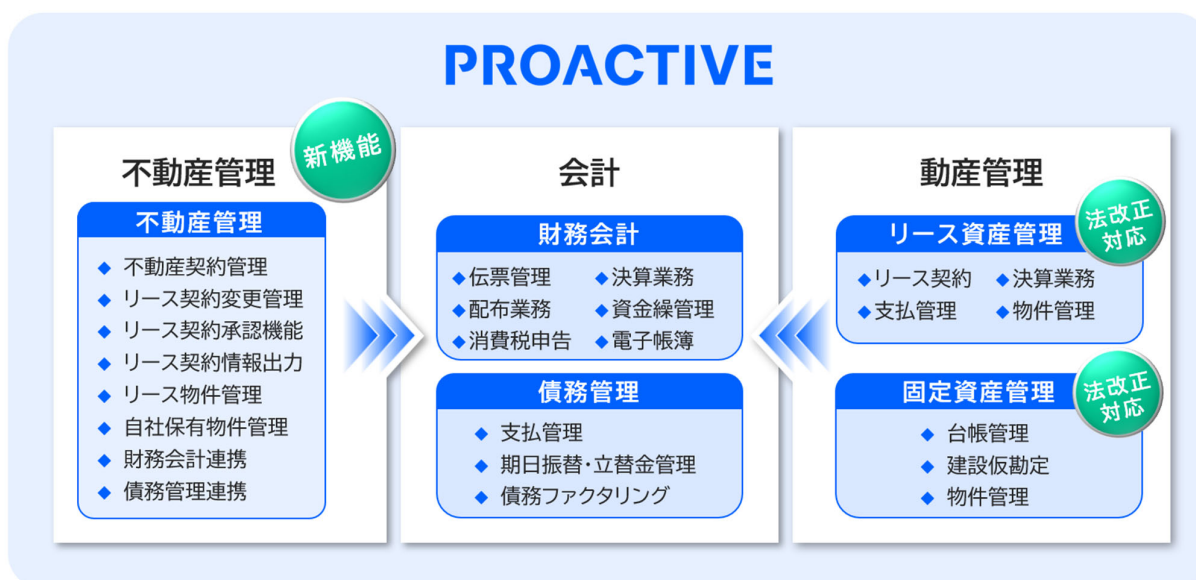 PROACTIVE
不動産管理
新機能
不動産管理
◆ 不動産契約管理
◆ リース契約変更管理
◆ リース契約承認機能
◆ リース契約情報出力
◆ リース物件管理
◆ 自社保有物件管理
◆ 財務会計連携
◆ 債務管理連携
会計
財務会計
◆伝票管理 ◆決算業務
◆配布業務 ◆資金繰管理
◆消費税申告 ◆電子帳簿
債務管理
◆ 支払管理
◆ 期日振替・立替金管理
◆ 債務ファクタリング
動産管理
リース資産管理
法改正
対応
◆リース契約 ◆決算業務
◆支払管理 ◆物件管理
固定資産管理
法改正
対応
◆ 台帳管理
◆ 建設仮勘定
◆ 物件管理